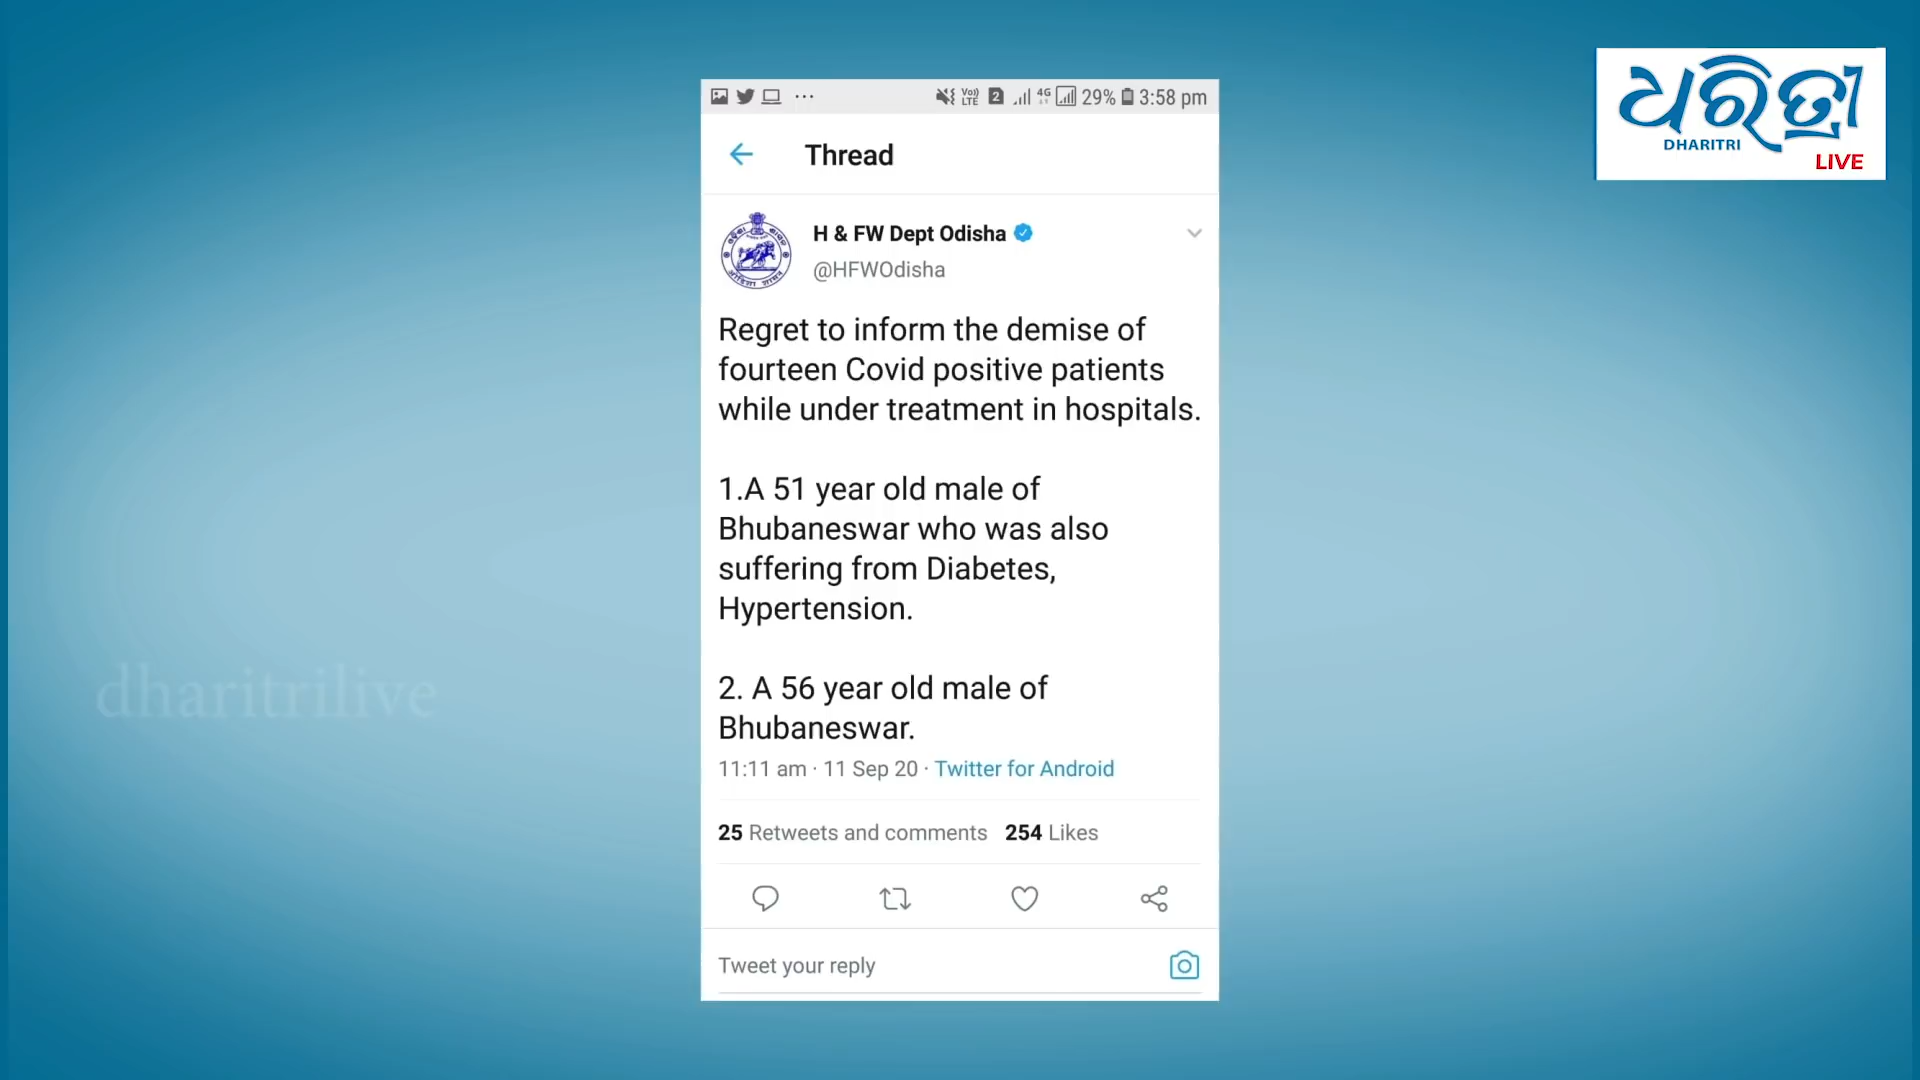 29% 3:58 pm
Thread
H & FW Dept Odisha
@HFWOdisha
Regret to inform the demise of
fourteen Covid positive patients
while under treatment in hospitals.
1.A 51 year old male of
Bhubaneswar who was also
suffering from Diabetes,
Hypertension.
2. A 56 year old male of
Bhubaneswar.
11:11 am · 11 Sep 20 · Twitter for Android
25 Retweets and comments 254 Likes
Tweet your reply
ଧରିତ୍ରୀ
DHARITRI
LIVE
dharitrilive